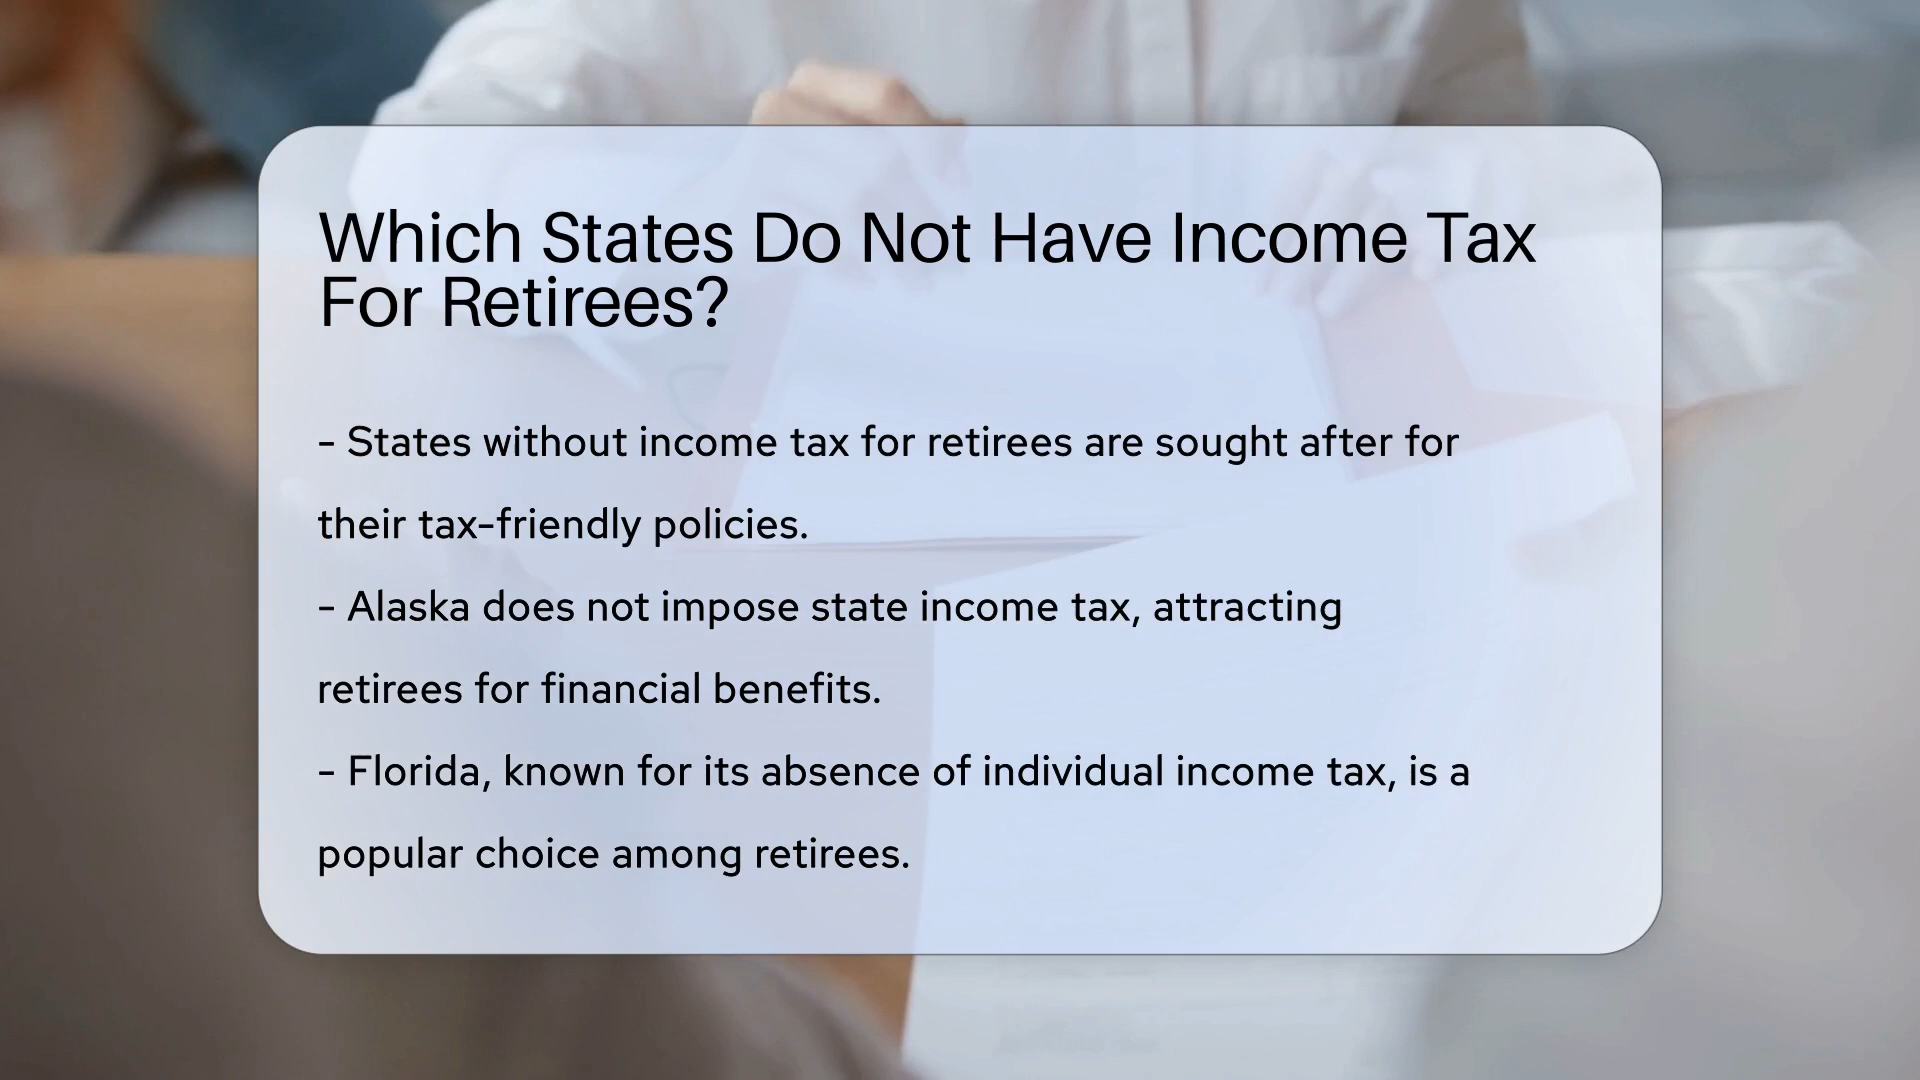 Which States Do Not Have Income Tax
For Retirees?
- States without income tax for retirees are sought after for
their tax-friendly policies.
- Alaska does not impose state income tax, attracting
retirees for financial benefits.
- Florida, known for its absence of individual income tax, is a
popular choice among retirees.